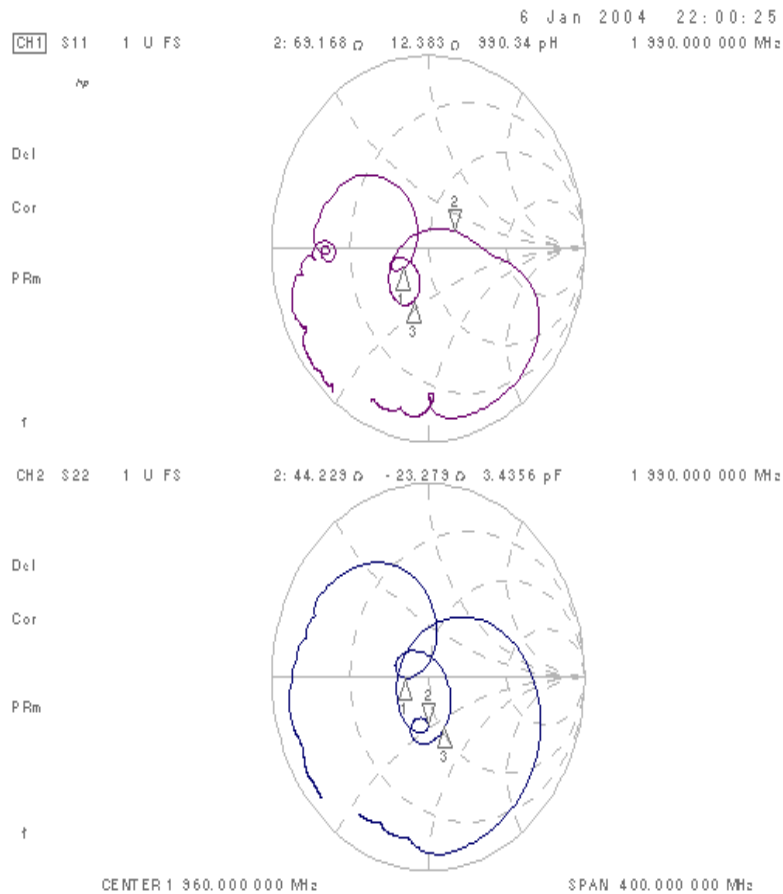 6 Jan 2004 22:00:25
CH1 S11 1 U FS 2: 69.168 Ω 12.383 Ω 990.34 pH 1 990.000 000 MHz
hp
Del
Cor
PRm
↑
2
1
3
CH2 S22 1 U FS 2: 44.229 Ω -23.279 Ω 3.4356 pF 1 990.000 000 MHz
Del
Cor
PRm
↑
2
1
3
CENTER 1 960.000 000 MHz SPAN 400.000 000 MHz